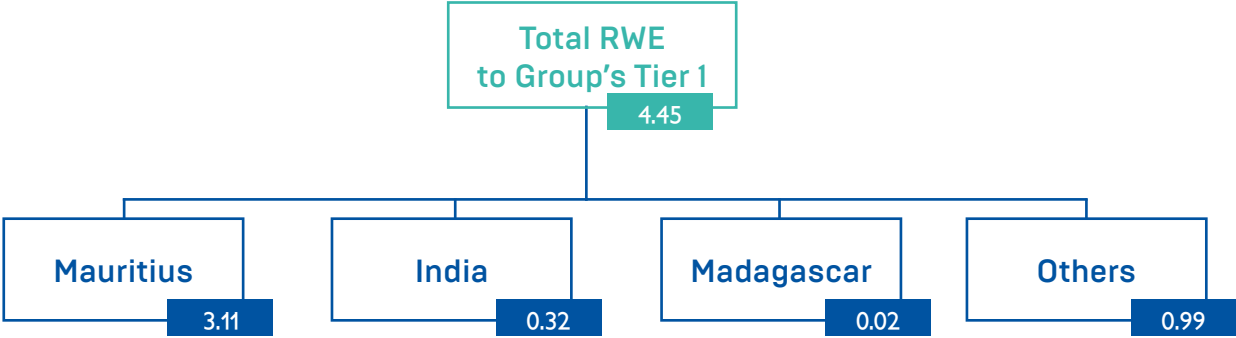 Total RWE
to Group's Tier 1
4.45
Mauritius
3.11
India
0.32
Madagascar
0.02
Others
0.99